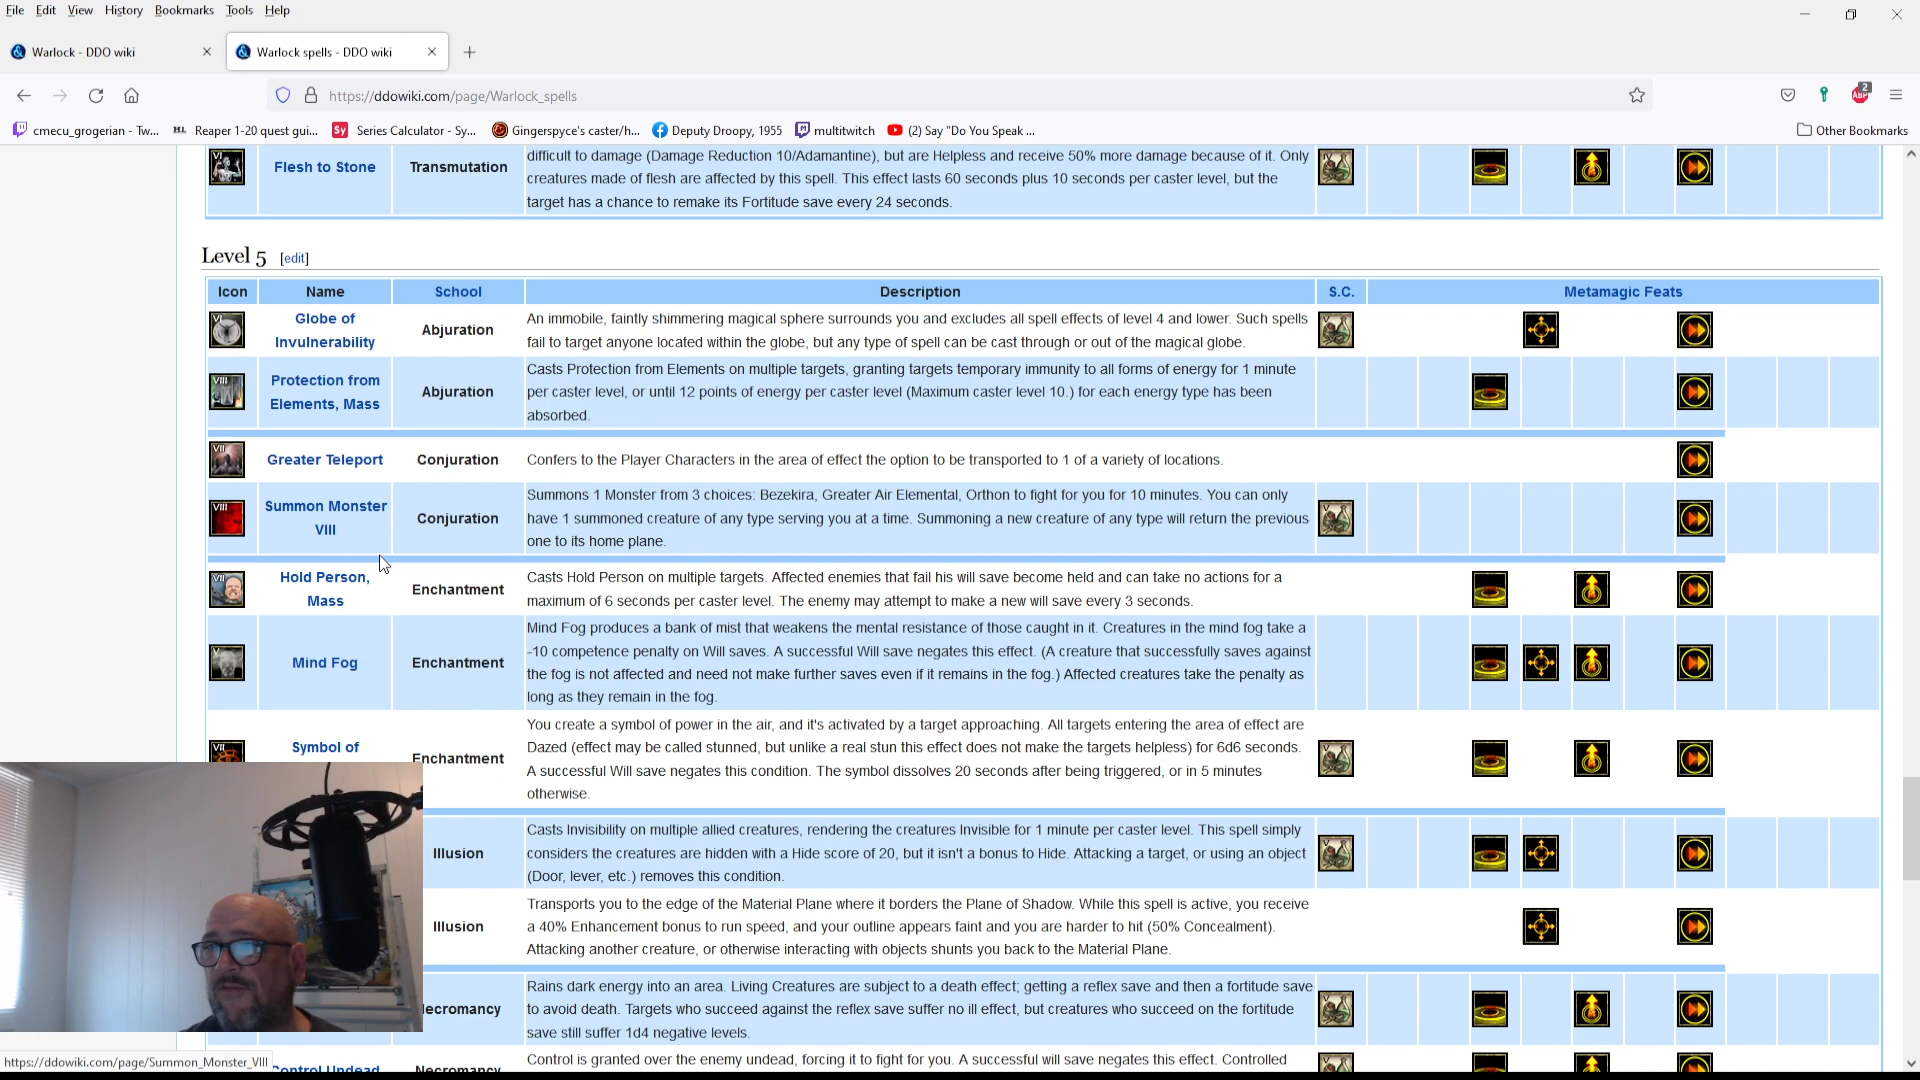 File Edit View History Bookmarks Tools Help
Warlock - DDO wiki
Warlock spells - DDO wiki
https://ddowiki.com/page/Warlock_spells
2
ABP
cmecu_grogerian - Tw... Reaper 1-20 quest gui... Sy Series Calculator - Sy... Gingerspyce's caster/h... Deputy Droopy, 1955 multitwitch (2) Say "Do You Speak ... Other Bookmarks
VI Flesh to Stone Transmutation
difficult to damage (Damage Reduction 10/Adamantine), but are Helpless and receive 50% more damage because of it. Only
creatures made of flesh are affected by this spell. This effect lasts 60 seconds plus 10 seconds per caster level, but the
target has a chance to remake its Fortitude save every 24 seconds.
Level 5 [edit]
Icon Name School Description S.C. Metamagic Feats
VI Globe of
Invulnerability
Abjuration
An immobile, faintly shimmering magical sphere surrounds you and excludes all spell effects of level 4 and lower. Such spells
fail to target anyone located within the globe, but any type of spell can be cast through or out of the magical globe.
VIII Protection from
Elements, Mass
Abjuration
Casts Protection from Elements on multiple targets, granting targets temporary immunity to all forms of energy for 1 minute
per caster level, or until 12 points of energy per caster level (Maximum caster level 10.) for each energy type has been
absorbed.
VII Greater Teleport Conjuration Confers to the Player Characters in the area of effect the option to be transported to 1 of a variety of locations.
VIII Summon Monster
VIII
Conjuration
Summons 1 Monster from 3 choices: Bezekira, Greater Air Elemental, Orthon to fight for you for 10 minutes. You can only
have 1 summoned creature of any type serving you at a time. Summoning a new creature of any type will return the previous
one to its home plane.
VII Hold Person,
Mass
Enchantment
Casts Hold Person on multiple targets. Affected enemies that fail his will save become held and can take no actions for a
maximum of 6 seconds per caster level. The enemy may attempt to make a new will save every 3 seconds.
Mind Fog Enchantment
Mind Fog produces a bank of mist that weakens the mental resistance of those caught in it. Creatures in the mind fog take a
-10 competence penalty on Will saves. A successful Will save negates this effect. (A creature that successfully saves against
the fog is not affected and need not make further saves even if it remains in the fog.) Affected creatures take the penalty as
long as they remain in the fog.
VII Symbol of
Enchantment
You create a symbol of power in the air, and it's activated by a target approaching. All targets entering the area of effect are
Dazed (effect may be called stunned, but unlike a real stun this effect does not make the targets helpless) for 6d6 seconds.
A successful Will save negates this condition. The symbol dissolves 20 seconds after being triggered, or in 5 minutes
otherwise.
Illusion
Casts Invisibility on multiple allied creatures, rendering the creatures Invisible for 1 minute per caster level. This spell simply
considers the creatures are hidden with a Hide score of 20, but it isn't a bonus to Hide. Attacking a target, or using an object
(Door, lever, etc.) removes this condition.
Illusion
Transports you to the edge of the Material Plane where it borders the Plane of Shadow. While this spell is active, you receive
a 40% Enhancement bonus to run speed, and your outline appears faint and you are harder to hit (50% Concealment).
Attacking another creature, or otherwise interacting with objects shunts you back to the Material Plane.
ecromancy
Rains dark energy into an area. Living Creatures are subject to a death effect; getting a reflex save and then a fortitude save
to avoid death. Targets who succeed against the reflex save suffer no ill effect, but creatures who succeed on the fortitude
save still suffer 1d4 negative levels.
Control Undead Necromancy
Control is granted over the enemy undead, forcing it to fight for you. A successful will save negates this effect. Controlled
https://ddowiki.com/page/Summon_Monster_VIII